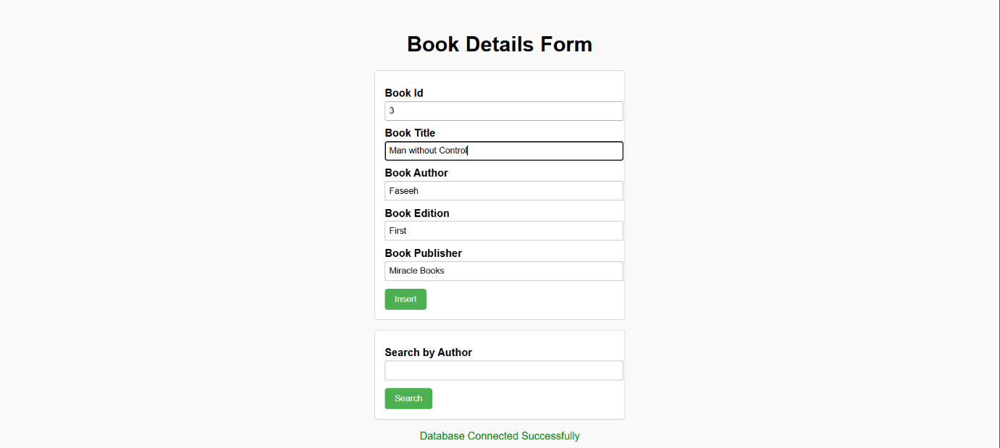 Book Details Form
Book Id
3
Book Title
Man without Control
Book Author
Faseeh
Book Edition
First
Book Publisher
Miracle Books
Insert
Search by Author
Search
Database Connected Successfully